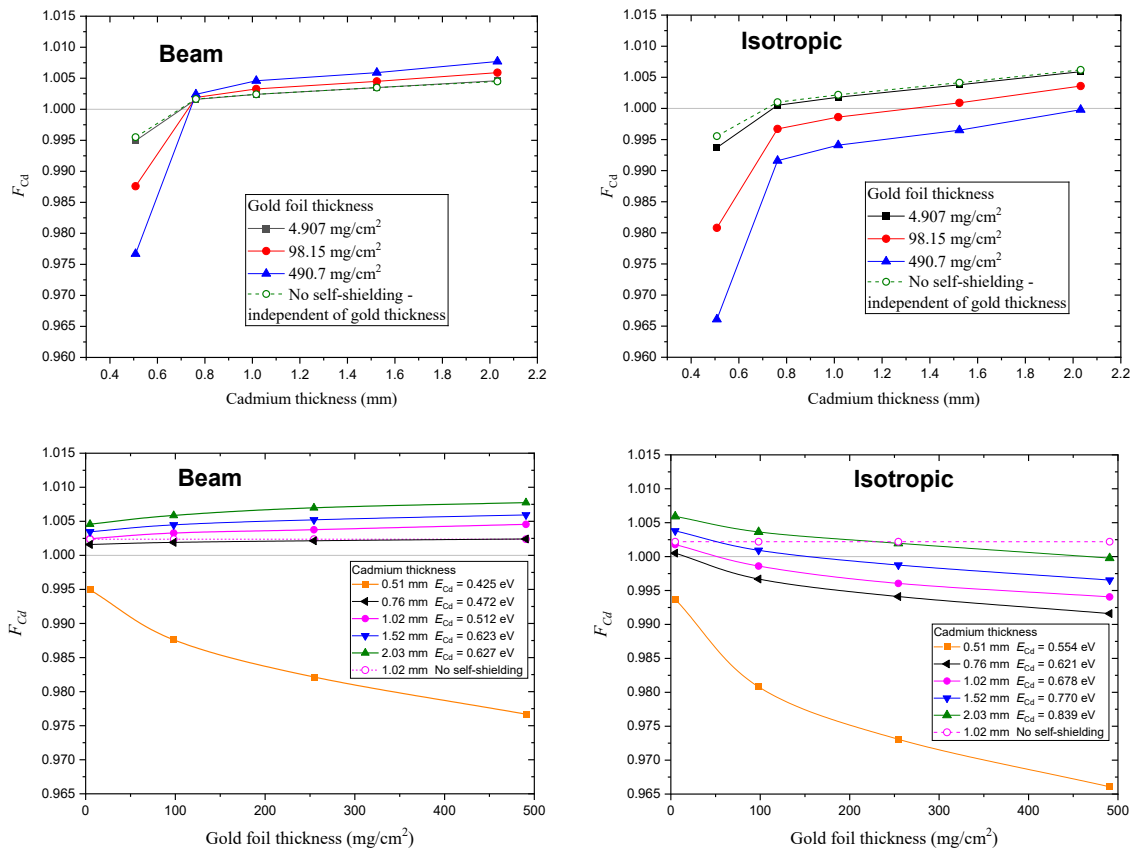 Beam
1.015
1.010
1.005
1.000
0.995
0.990
0.985
0.980
0.975
0.970
0.965
0.960
F_Cd
Gold foil thickness
4.907 mg/cm²
98.15 mg/cm²
490.7 mg/cm²
No self-shielding -
independent of gold thickness
0.4 0.6 0.8 1.0 1.2 1.4 1.6 1.8 2.0 2.2
Cadmium thickness (mm)
Isotropic
1.015
1.010
1.005
1.000
0.995
0.990
0.985
0.980
0.975
0.970
0.965
0.960
F_Cd
Gold foil thickness
4.907 mg/cm²
98.15 mg/cm²
490.7 mg/cm²
No self-shielding -
independent of gold thickness
0.4 0.6 0.8 1.0 1.2 1.4 1.6 1.8 2.0 2.2
Cadmium thickness (mm)
Beam
1.015
1.010
1.005
1.000
0.995
0.990
0.985
0.980
0.975
0.970
0.965
F_Cd
Cadmium thickness
0.51 mm E_Cd = 0.425 eV
0.76 mm E_Cd = 0.472 eV
1.02 mm E_Cd = 0.512 eV
1.52 mm E_Cd = 0.623 eV
2.03 mm E_Cd = 0.627 eV
1.02 mm No self-shielding
0 100 200 300 400 500
Gold foil thickness (mg/cm²)
Isotropic
1.015
1.010
1.005
1.000
0.995
0.990
0.985
0.980
0.975
0.970
0.965
F_Cd
Cadmium thickness
0.51 mm E_Cd = 0.554 eV
0.76 mm E_Cd = 0.621 eV
1.02 mm E_Cd = 0.678 eV
1.52 mm E_Cd = 0.770 eV
2.03 mm E_Cd = 0.839 eV
1.02 mm No self-shielding
0 100 200 300 400 500
Gold foil thickness (mg/cm²)